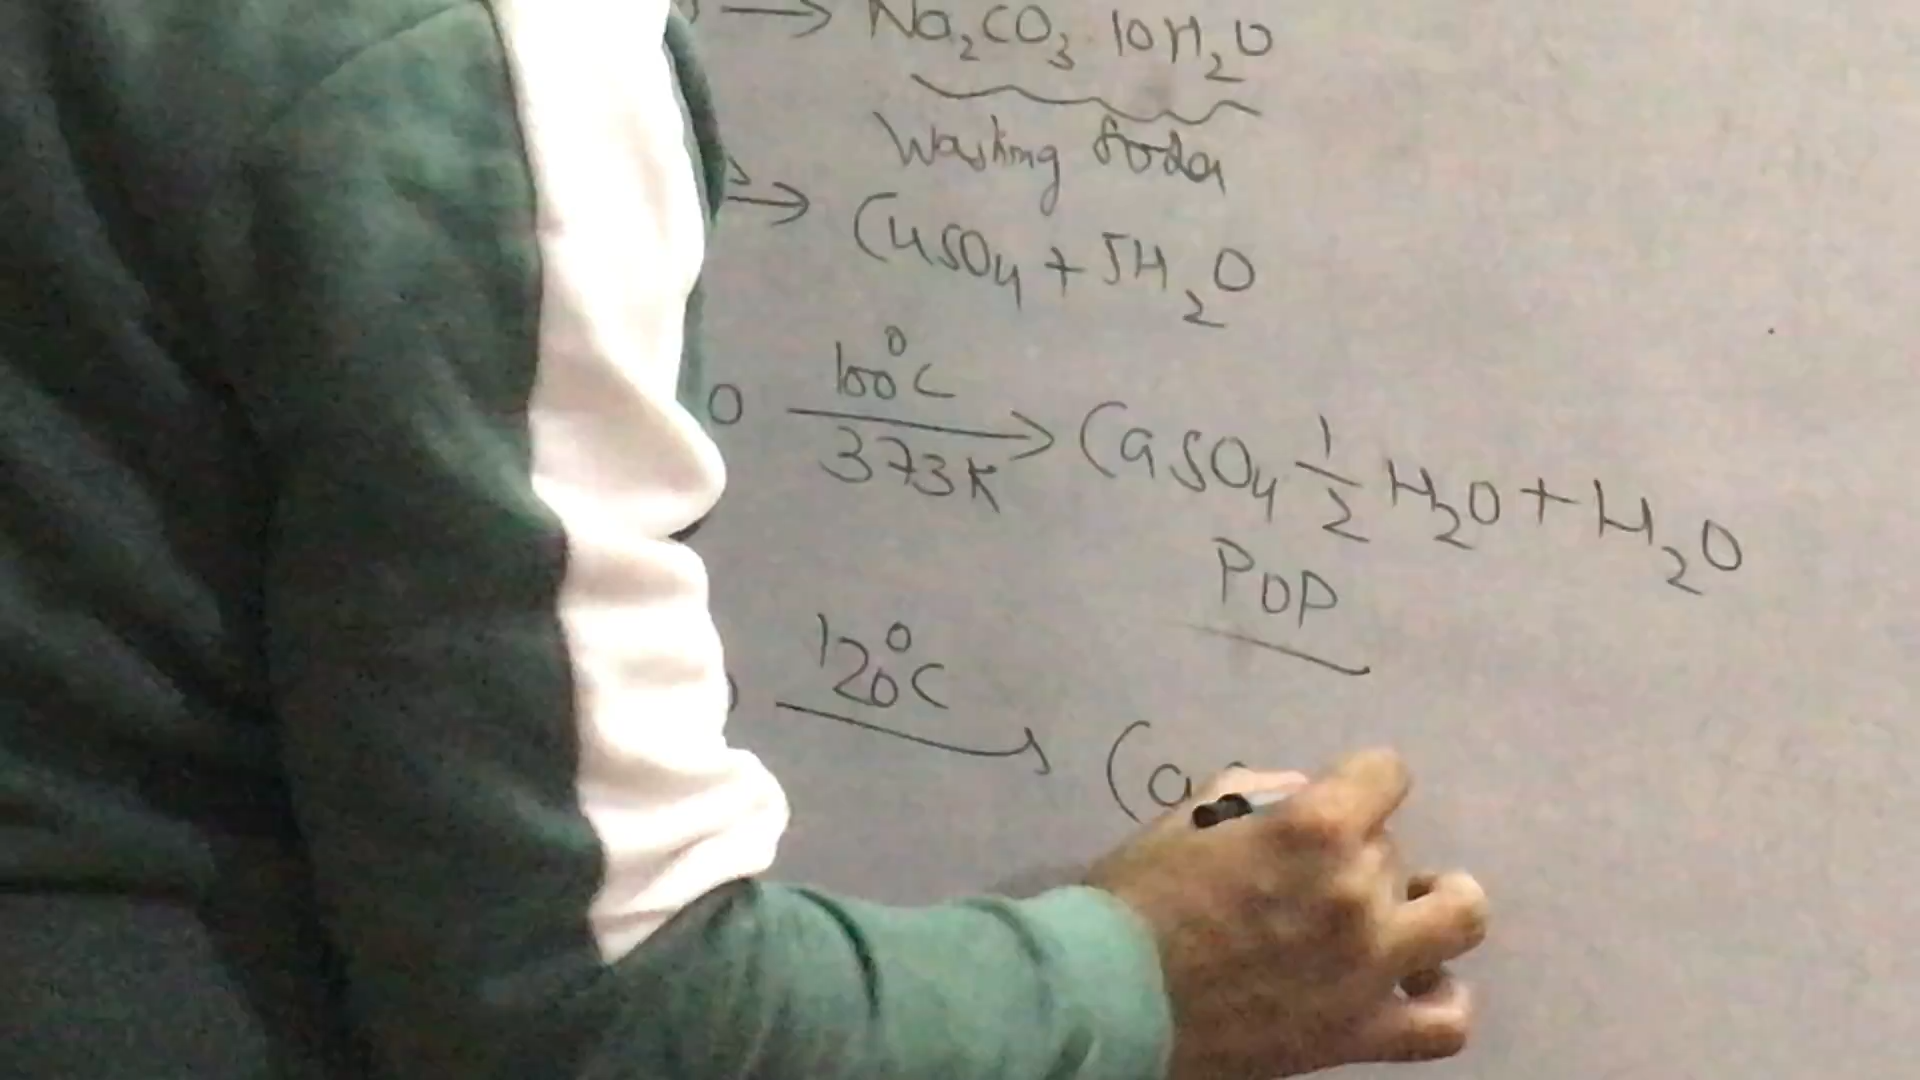 → Na₂CO₃ 10H₂O
Washing Soda
→ CuSO₄ + 5H₂O
100°C
O → CaSO₄ 1/2 H₂O + H₂O
373K
POP
120°C
→ Ca